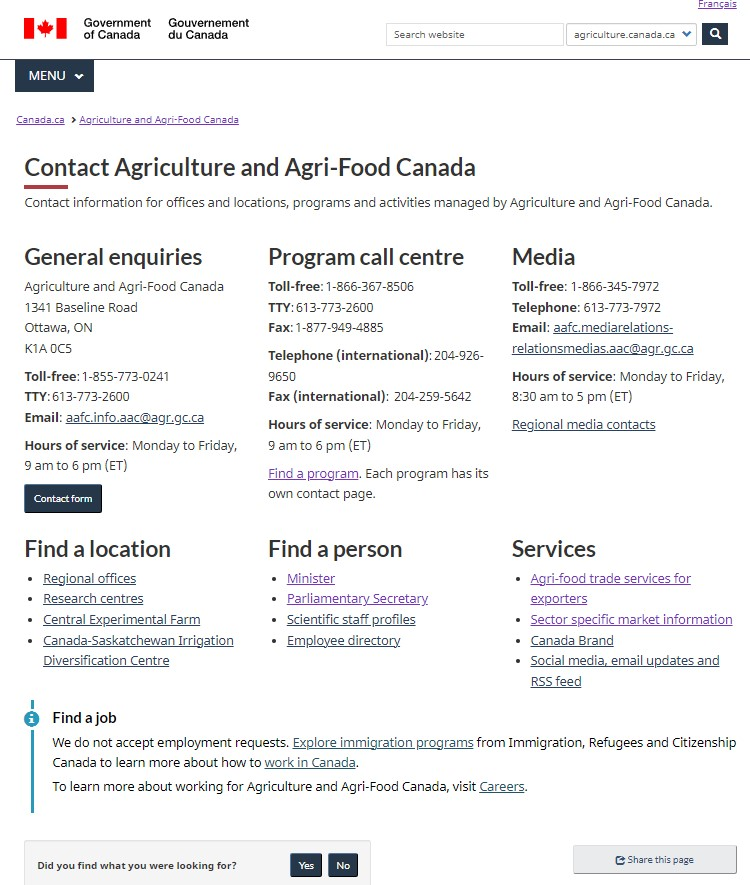 Français
Government of Canada
Gouvernement du Canada
Search website
agriculture.canada.ca
MENU
Canada.ca > Agriculture and Agri-Food Canada
Contact Agriculture and Agri-Food Canada
Contact information for offices and locations, programs and activities managed by Agriculture and Agri-Food Canada.
General enquiries
Agriculture and Agri-Food Canada
1341 Baseline Road
Ottawa, ON
K1A 0C5
Toll-free: 1-855-773-0241
TTY: 613-773-2600
Email: aafc.info.aac@agr.gc.ca
Hours of service: Monday to Friday,
9 am to 6 pm (ET)
Contact form
Program call centre
Toll-free: 1-866-367-8506
TTY: 613-773-2600
Fax: 1-877-949-4885
Telephone (international): 204-926-
9650
Fax (international): 204-259-5642
Hours of service: Monday to Friday,
9 am to 6 pm (ET)
Find a program. Each program has its
own contact page.
Media
Toll-free: 1-866-345-7972
Telephone: 613-773-7972
Email: aafc.mediarelations-
relationsmedias.aac@agr.gc.ca
Hours of service: Monday to Friday,
8:30 am to 5 pm (ET)
Regional media contacts
Find a location
Regional offices
Research centres
Central Experimental Farm
Canada-Saskatchewan Irrigation
Diversification Centre
Find a person
Minister
Parliamentary Secretary
Scientific staff profiles
Employee directory
Services
Agri-food trade services for
exporters
Sector specific market information
Canada Brand
Social media, email updates and
RSS feed
Find a job
We do not accept employment requests. Explore immigration programs from Immigration, Refugees and Citizenship
Canada to learn more about how to work in Canada.
To learn more about working for Agriculture and Agri-Food Canada, visit Careers.
Did you find what you were looking for?
Yes
No
Share this page